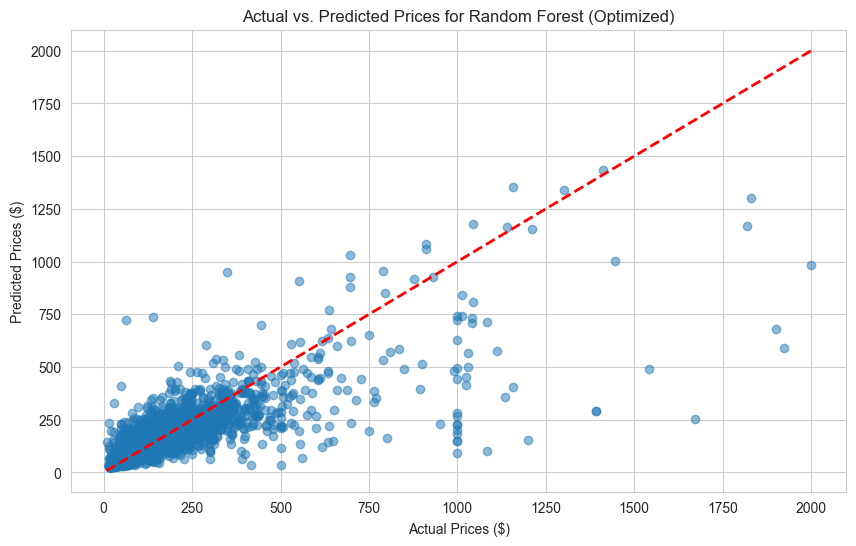 Actual vs. Predicted Prices for Random Forest (Optimized)
2000
1750
1500
1250
1000
750
500
250
0
Predicted Prices ($)
0 250 500 750 1000 1250 1500 1750 2000
Actual Prices ($)